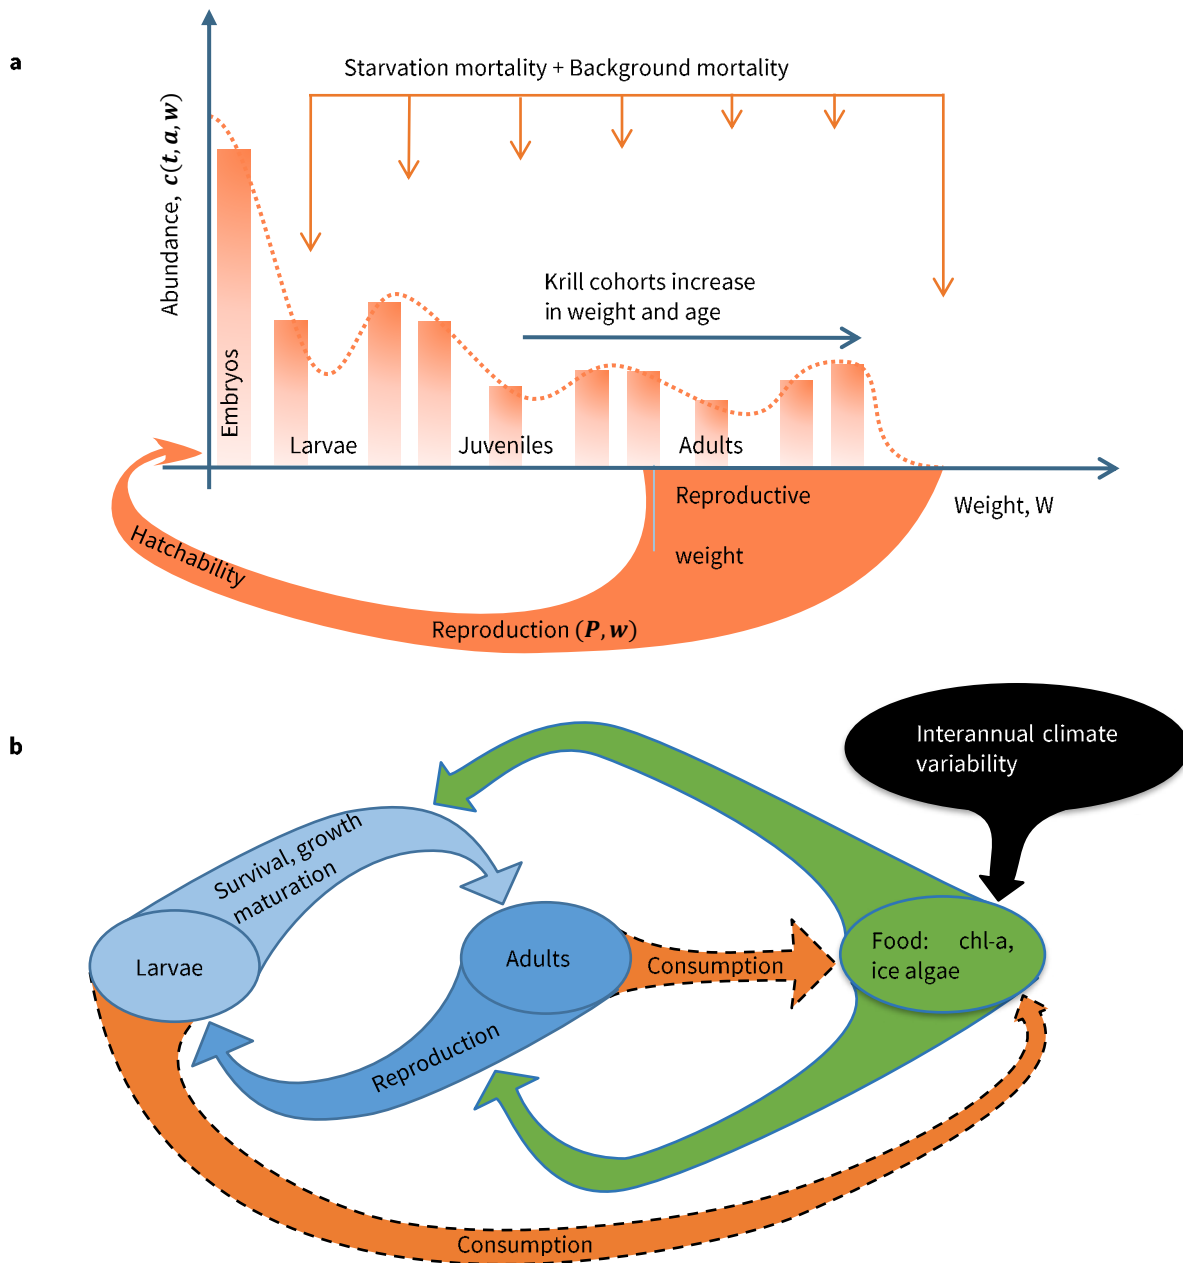 a
Starvation mortality + Background mortality
Abundance, c(t, a, w)
Krill cohorts increase
in weight and age
Embryos
Larvae
Juveniles
Adults
Reproductive
weight
Weight, W
Hatchability
Reproduction (P, w)
b
Interannual climate
variability
Survival, growth
maturation
Larvae
Adults
Consumption
Food: chl-a,
ice algae
Reproduction
Consumption